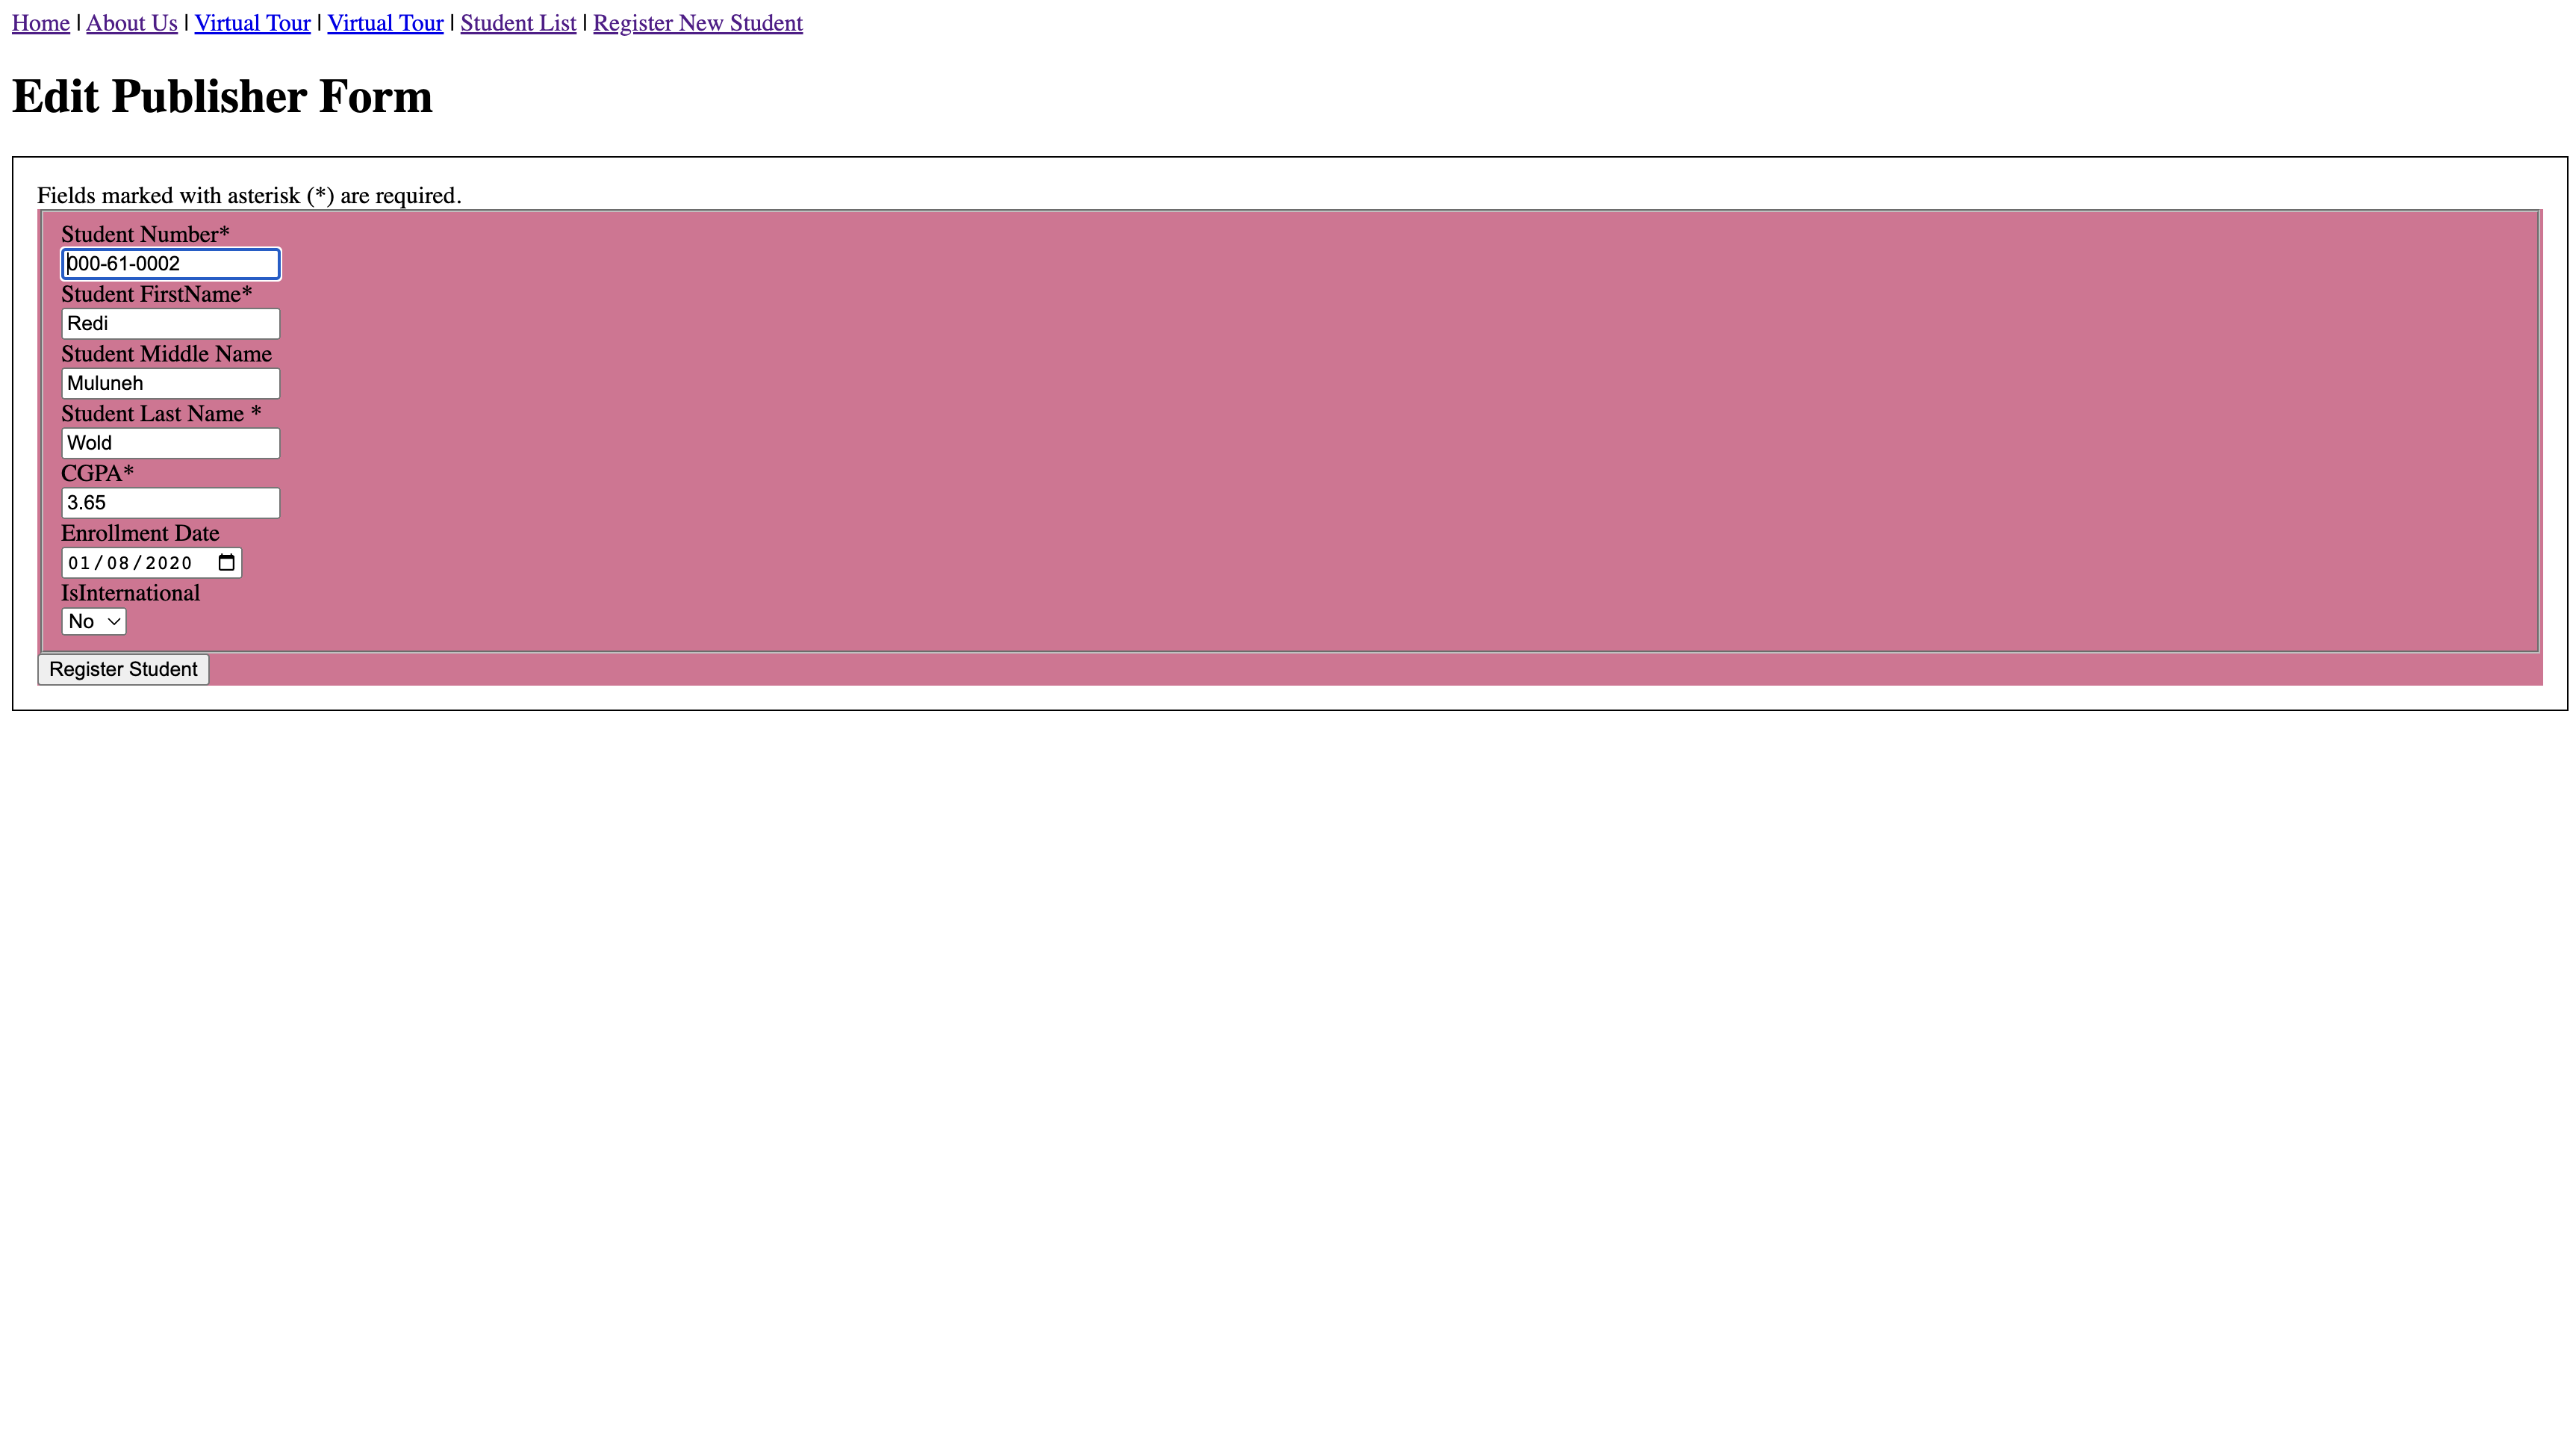 Home | About Us | Virtual Tour | Virtual Tour | Student List | Register New Student
Edit Publisher Form
Fields marked with asterisk (*) are required.
Student Number*
000-61-0002
Student FirstName*
Redi
Student Middle Name
Muluneh
Student Last Name *
Wold
CGPA*
3.65
Enrollment Date
01/08/2020
IsInternational
No
Register Student